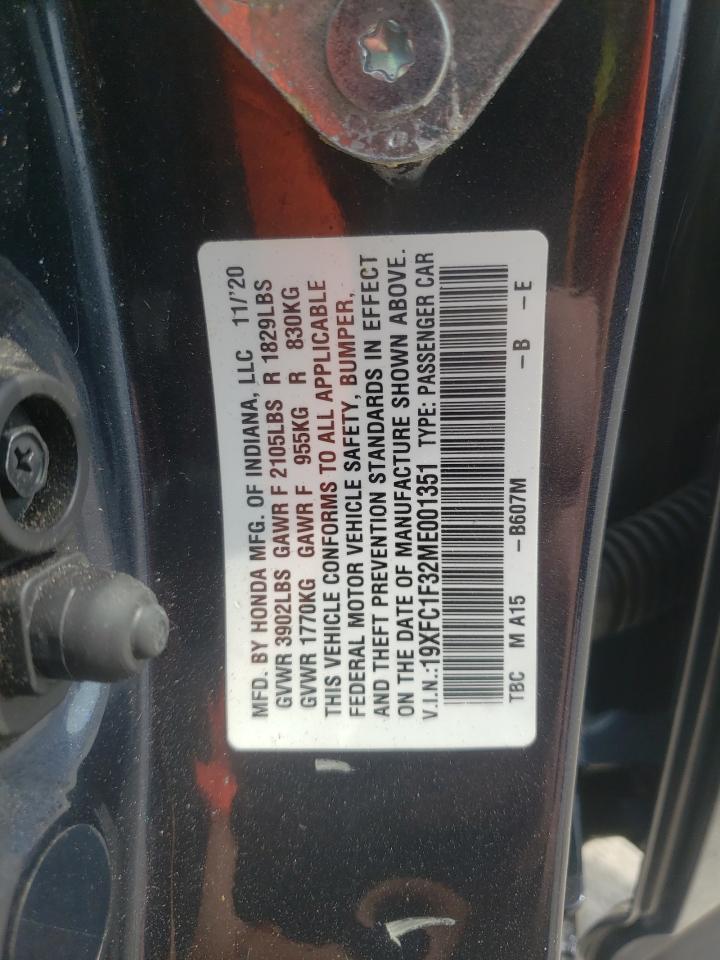 MFD. BY HONDA MFG. OF INDIANA, LLC 11/'20
GVWR 3902LBS GAWR F 2105LBS R 1829LBS
GVWR 1770KG GAWR F 955KG R 830KG
THIS VEHICLE CONFORMS TO ALL APPLICABLE
FEDERAL MOTOR VEHICLE SAFETY, BUMPER,
AND THEFT PREVENTION STANDARDS IN EFFECT
ON THE DATE OF MANUFACTURE SHOWN ABOVE.
V.I.N.:19XFC1F32ME001351 TYPE: PASSENGER CAR
TBC M A15 –B607M –B –E